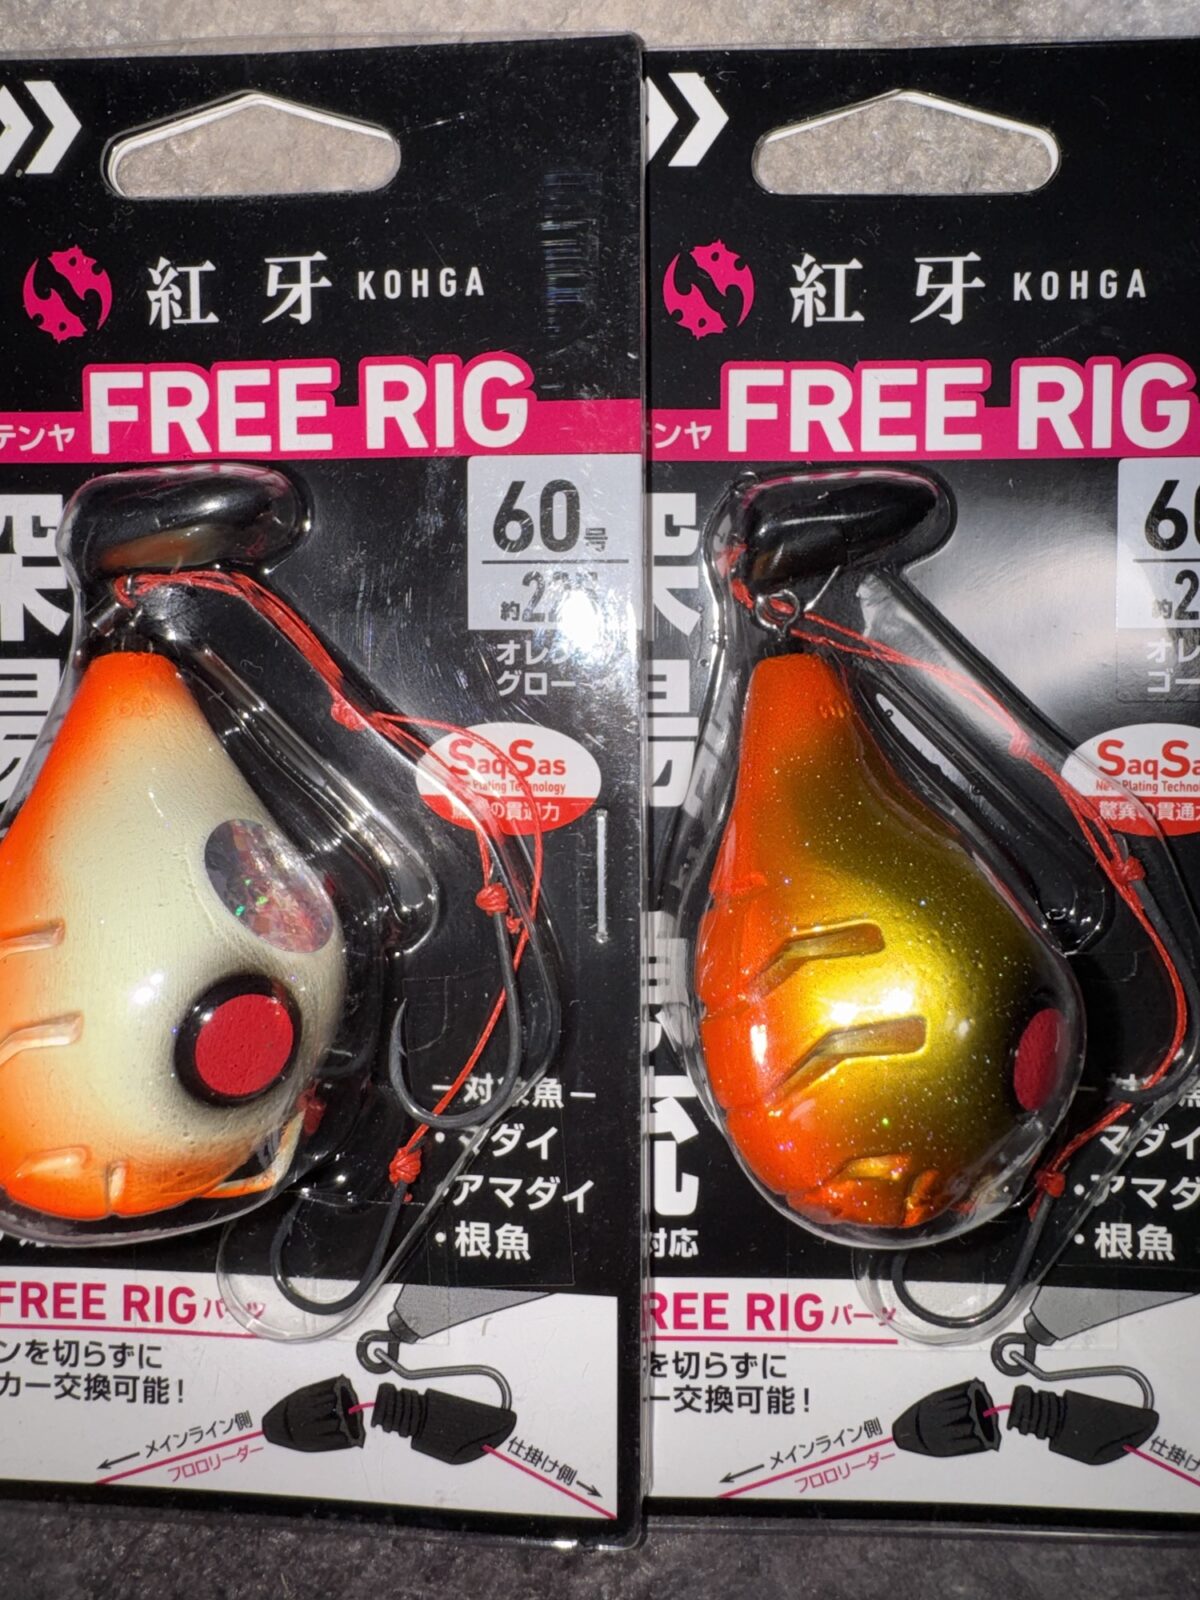 紅牙 KOHGA
FREE RIG
テンヤ
60号
約22
オレ
グロー
SaqSas
New Plating Technology
驚異の貫通力
深
場
対象魚
・マダイ
・アマダイ
・根魚
FREE RIG パーツ
ンを切らずに
カー交換可能!
メインライン側
フロロリーダー
仕掛け側
紅牙 KOHGA
FREE RIG
ンヤ
6
約2
オレ
ゴー
SaqSa
New Plating Technolo
驚異の貫通力
場
流
対応
マダイ
・アマダ
・根魚
REE RIG パーツ
を切らずに
ー交換可能!
メインライン側
フロロリーダー
仕掛け